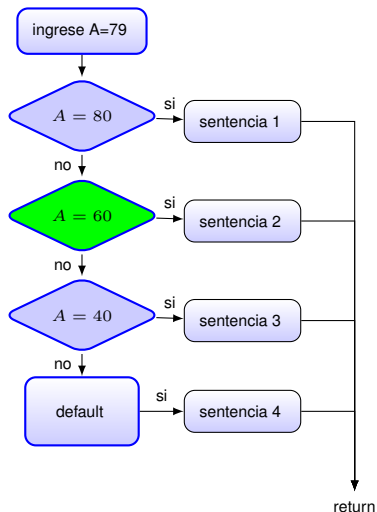 ingrese A=79
A = 80
si
sentencia 1
no
A = 60
si
sentencia 2
no
A = 40
si
sentencia 3
no
default
si
sentencia 4
return